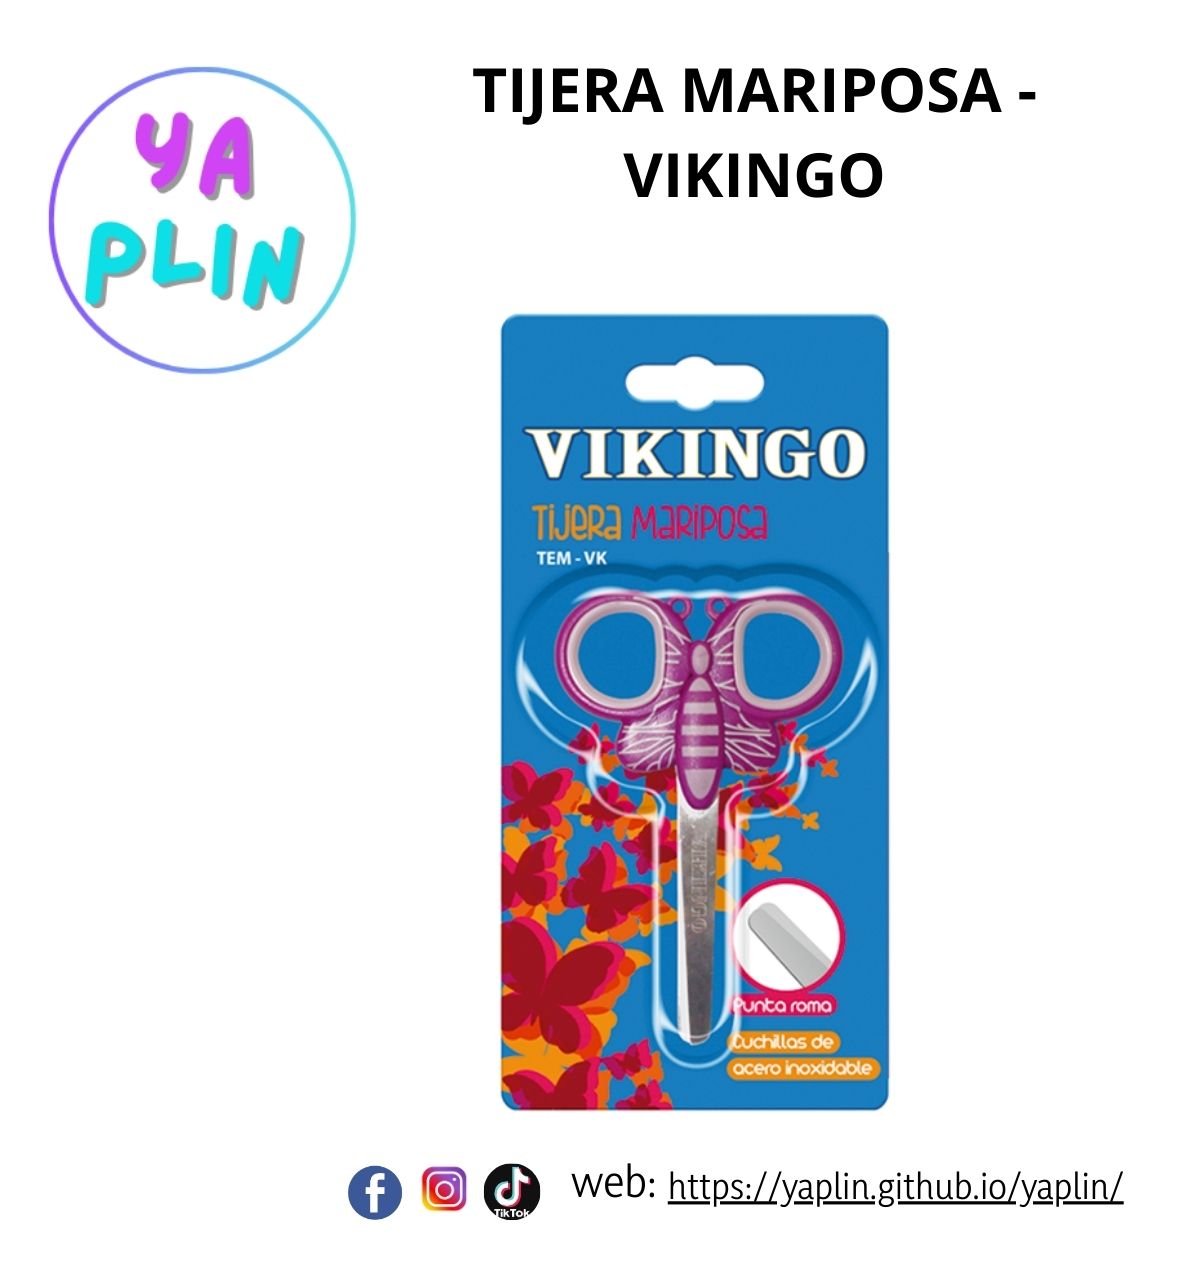 YA
PLIN
TIJERA MARIPOSA -
VIKINGO
VIKINGO
TIJERA MARIPOSA
TEM - VK
VIKINGO
Punta roma
Cuchillas de
acero inoxidable
TikTok
web: https://yaplin.github.io/yaplin/